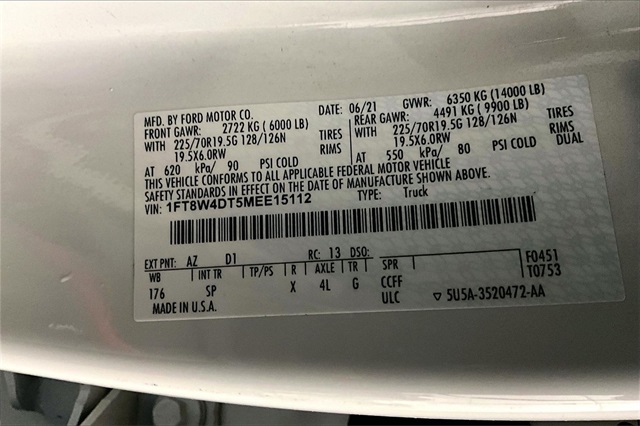 MFD. BY FORD MOTOR CO.
DATE: 06/21 GVWR: 6350 KG (14000 LB)
FRONT GAWR: 2722 KG (6000 LB)
REAR GAWR: 4491 KG (9900 LB)
WITH 225/70R19.5G 128/126N TIRES
WITH 225/70R19.5G 128/126N TIRES
19.5X6.0RW RIMS
19.5X6.0RW RIMS
AT 620 kPa/ 90 PSI COLD
AT 550 kPa/ 80 PSI COLD DUAL
THIS VEHICLE CONFORMS TO ALL APPLICABLE FEDERAL MOTOR VEHICLE
SAFETY STANDARDS IN EFFECT ON THE DATE OF MANUFACTURE SHOWN ABOVE.
VIN: 1FT8W4DT5MEE15112 TYPE: Truck
EXT PNT: AZ D1 RC: 13 DSO: F0451
WB INT TR TP/PS R AXLE TR SPR T0753
176 SP X 4L G CCFF
MADE IN U.S.A. ULC ▽ 5U5A-3520472-AA